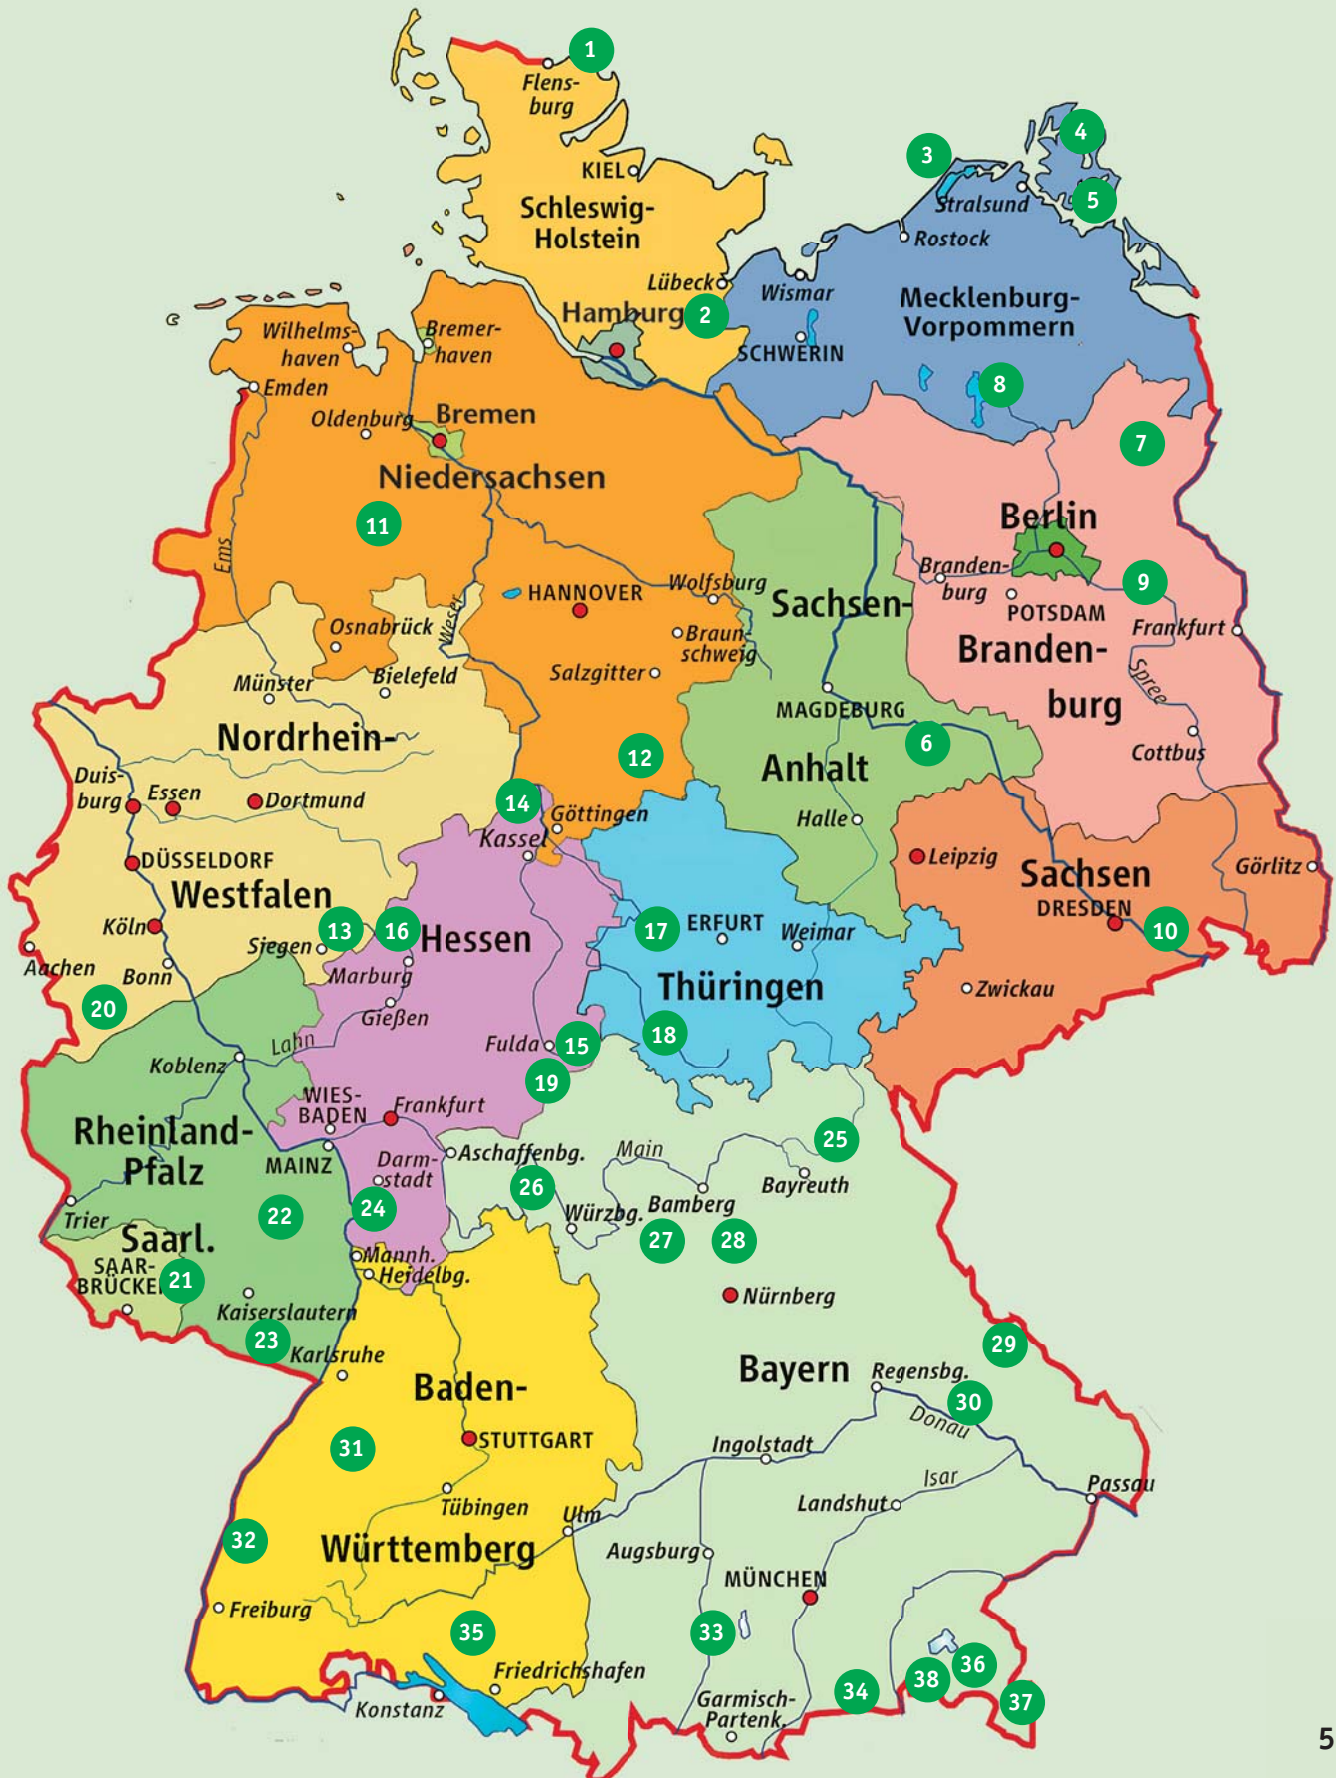 1
Flens-
burg
4
3
KIEL
5
Schleswig-
Holstein
Stralsund
Rostock
Lübeck
Wismar
Mecklenburg-
Vorpommern
Hamburg
2
SCHWERIN
Wilhelms-
haven
Bremer-
haven
Emden
8
Oldenburg
Bremen
7
Niedersachsen
11
Berlin
Ems
Branden-
burg
9
Wolfsburg
HANNOVER
Sachsen-
POTSDAM
Frankfurt
Weser
Osnabrück
Braun-
schweig
Branden-
burg
Salzgitter
Bielefeld
Münster
Spree
MAGDEBURG
Nordrhein-
6
Cottbus
12
Anhalt
Duis-
burg
Essen
Dortmund
14
Göttingen
Halle
Kassel
DÜSSELDORF
Leipzig
Görlitz
Westfalen
Sachsen
DRESDEN
Köln
13
16
Hessen
17
ERFURT
Weimar
10
Siegen
Aachen
Bonn
Marburg
Thüringen
Zwickau
20
Gießen
18
Lahn
Fulda
15
Koblenz
19
WIES-
BADEN
Frankfurt
Rheinland-
Pfalz
MAINZ
Darm-
stadt
Aschaffenbg.
Main
25
Bayreuth
26
Bamberg
Trier
22
24
Würzbg.
27
28
Saarl.
SAAR-
BRÜCKE
21
Mannh.
Heidelbg.
Nürnberg
Kaiserslautern
23
Karlsruhe
29
Baden-
Bayern
Regensbg.
30
Donau
31
STUTTGART
Ingolstadt
Isar
Passau
Tübingen
Landshut
Ulm
32
Württemberg
Augsburg
MÜNCHEN
Freiburg
35
33
Friedrichshafen
36
38
34
37
Konstanz
Garmisch-
Partenk.
5